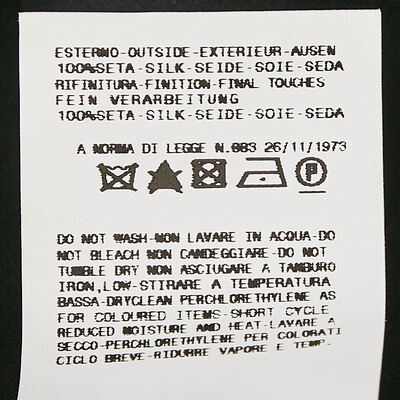 ESTERNO-OUTSIDE-EXTERIEUR-AUSEN
100%SETA-SILK-SEIDE-SOIE-SEDA
RIFINITURA-FINITION-FINAL TOUCHES
FEIN VERARBEITUNG
100%SETA-SILK-SEIDE-SOIE-SEDA
A NORMA DI LEGGE N.883 26/11/1973
P
DO NOT WASH-NON LAVARE IN ACQUA-DO
NOT BLEACH NON CANDEGGIARE-DO NOT
TUMBLE DRY NON ASCIUGARE A TAMBURO
IRON,LOW-STIRARE A TEMPERATURA
BASSA-DRYCLEAN PERCHLORETHYLENE AS
FOR COLOURED ITEMS-SHORT CYCLE
REDUCED MOISTURE AND HEAT-LAVARE A
SECCO-PERCHLORETHYLENE PER COLORATI
CICLO BREVE-RIDURRE VAPORE E TEMP-